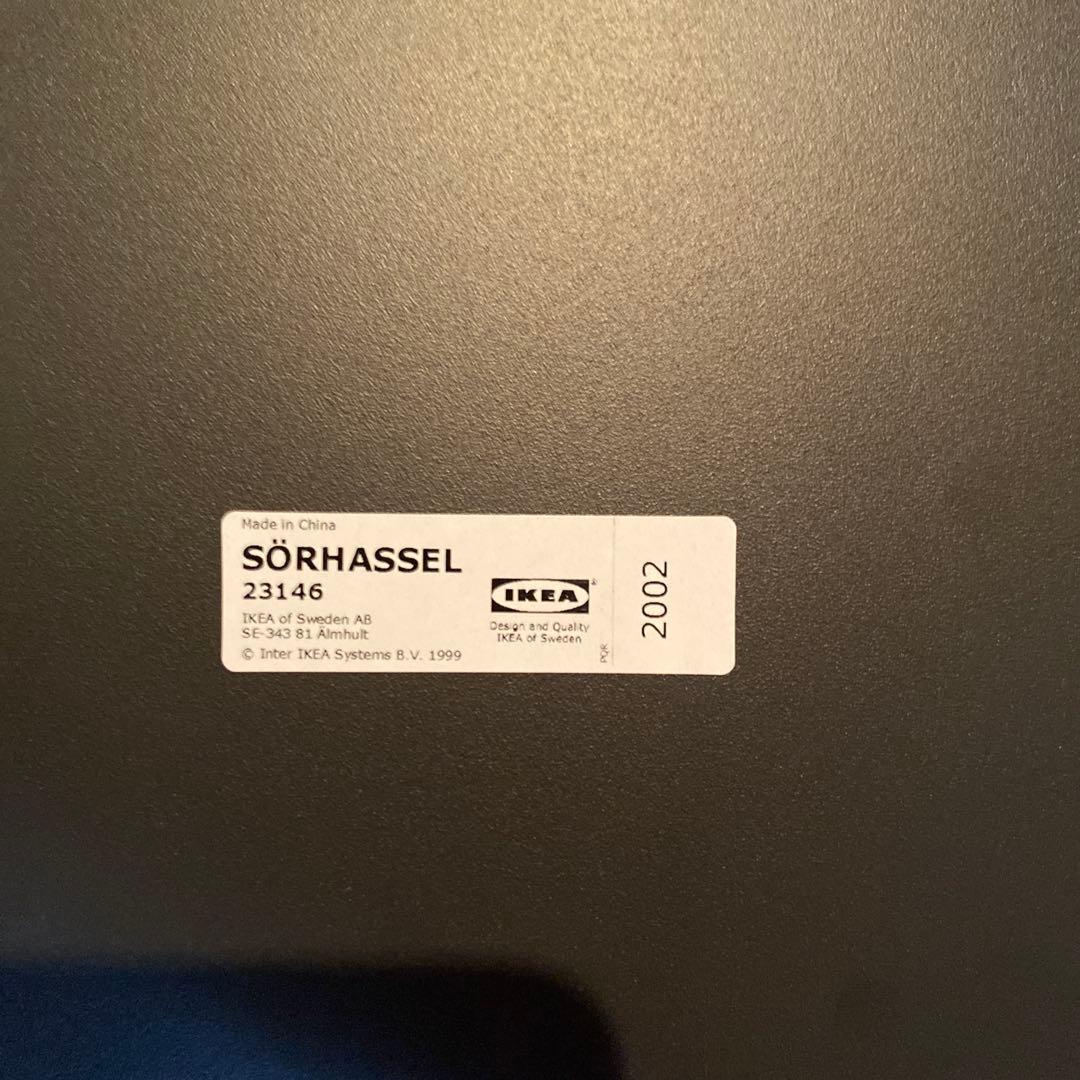 Made in China
SÖRHASSEL
23146
IKEA of Sweden AB
SE-343 81 Älmhult
© Inter IKEA Systems B.V. 1999
IKEA®
Design and Quality
IKEA of Sweden
PQR
2002